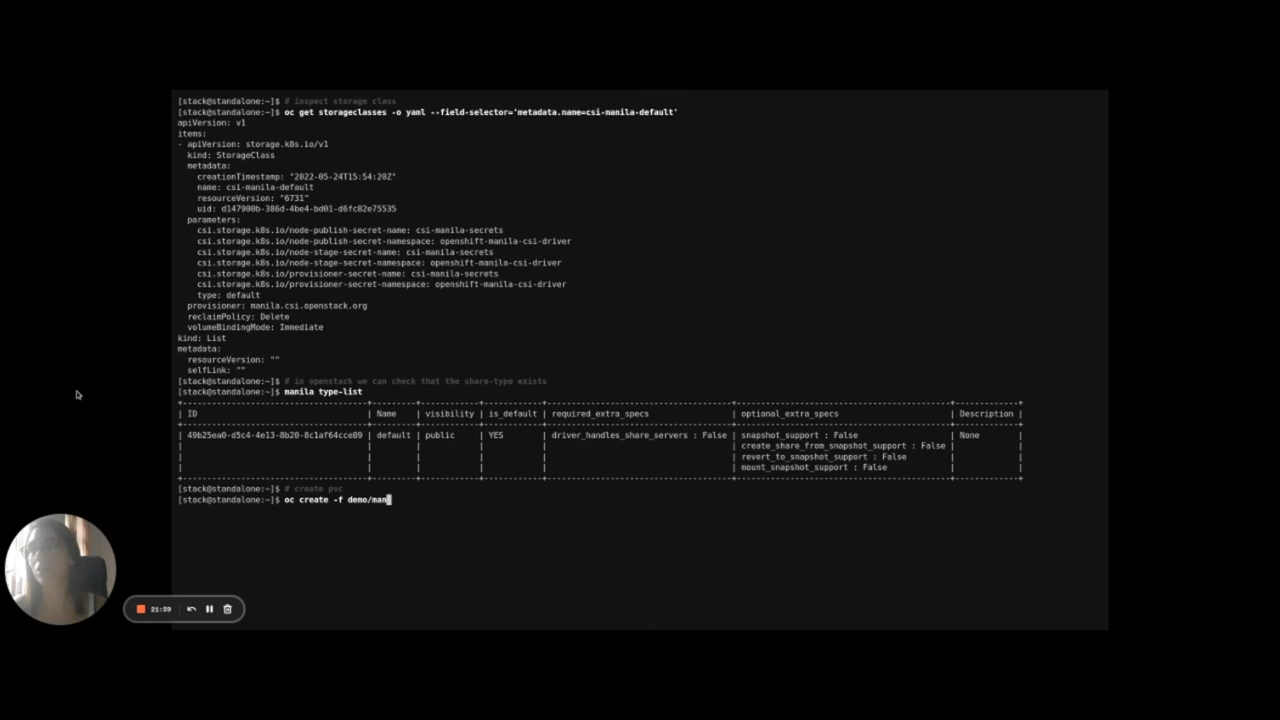 [stack@standalone:~]$ # inspect storage class
[stack@standalone:~]$ oc get storageclasses -o yaml --field-selector='metadata.name=csi-manila-default'
apiVersion: v1
items:
- apiVersion: storage.k8s.io/v1
  kind: StorageClass
  metadata:
    creationTimestamp: "2022-05-24T15:54:20Z"
    name: csi-manila-default
    resourceVersion: "6731"
    uid: d147900b-386d-4be4-bd01-d6fc82e75535
  parameters:
    csi.storage.k8s.io/node-publish-secret-name: csi-manila-secrets
    csi.storage.k8s.io/node-publish-secret-namespace: openshift-manila-csi-driver
    csi.storage.k8s.io/node-stage-secret-name: csi-manila-secrets
    csi.storage.k8s.io/node-stage-secret-namespace: openshift-manila-csi-driver
    csi.storage.k8s.io/provisioner-secret-name: csi-manila-secrets
    csi.storage.k8s.io/provisioner-secret-namespace: openshift-manila-csi-driver
    type: default
  provisioner: manila.csi.openstack.org
  reclaimPolicy: Delete
  volumeBindingMode: Immediate
kind: List
metadata:
  resourceVersion: ""
  selfLink: ""
[stack@standalone:~]$ # in openstack we can check that the share-type exists
[stack@standalone:~]$ manila type-list
| ID | Name | visibility | is_default | required_extra_specs | optional_extra_specs | Description |
| 49b25ea0-d5c4-4e13-8b20-8c1af64cce89 | default | public | YES | driver_handles_share_servers : False | snapshot_support : False | None |
| | | | | | create_share_from_snapshot_support : False | |
| | | | | | revert_to_snapshot_support : False | |
| | | | | | mount_snapshot_support : False | |
[stack@standalone:~]$ # create pvc
[stack@standalone:~]$ oc create -f demo/man
21:59